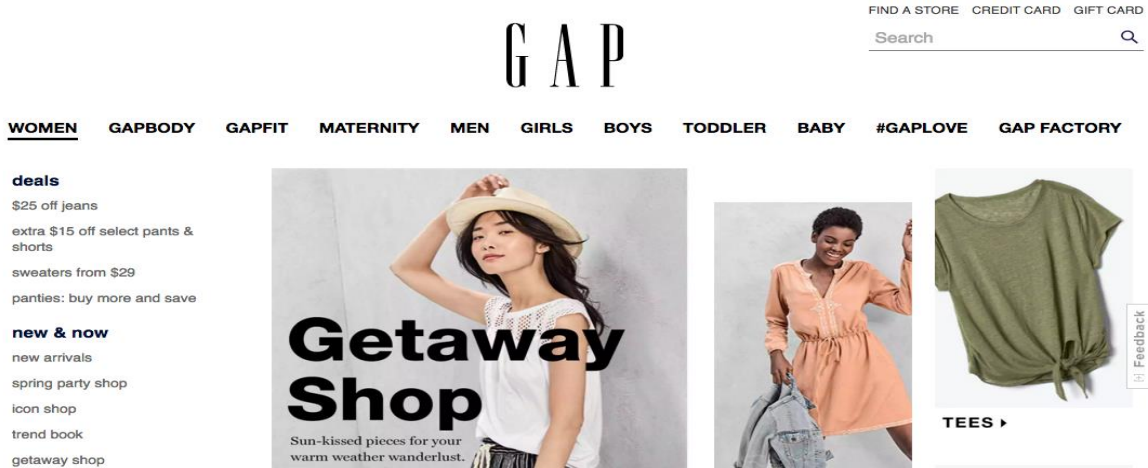 FIND A STORE CREDIT CARD GIFT CARD
Search
GAP
WOMEN GAPBODY GAPFIT MATERNITY MEN GIRLS BOYS TODDLER BABY #GAPLOVE GAP FACTORY
deals
$25 off jeans
extra $15 off select pants &
shorts
sweaters from $29
panties: buy more and save
new & now
new arrivals
spring party shop
icon shop
trend book
getaway shop
Getaway
Shop
Sun-kissed pieces for your
warm weather wanderlust.
TEES
[+] Feedback